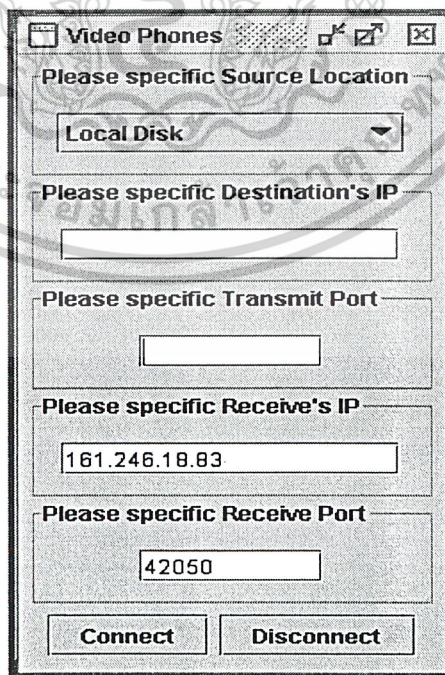 Video Phones
Please specific Source Location
Local Disk
Please specific Destination's IP
Please specific Transmit Port
Please specific Receive's IP
161.246.18.83
Please specific Receive Port
42050
Connect Disconnect